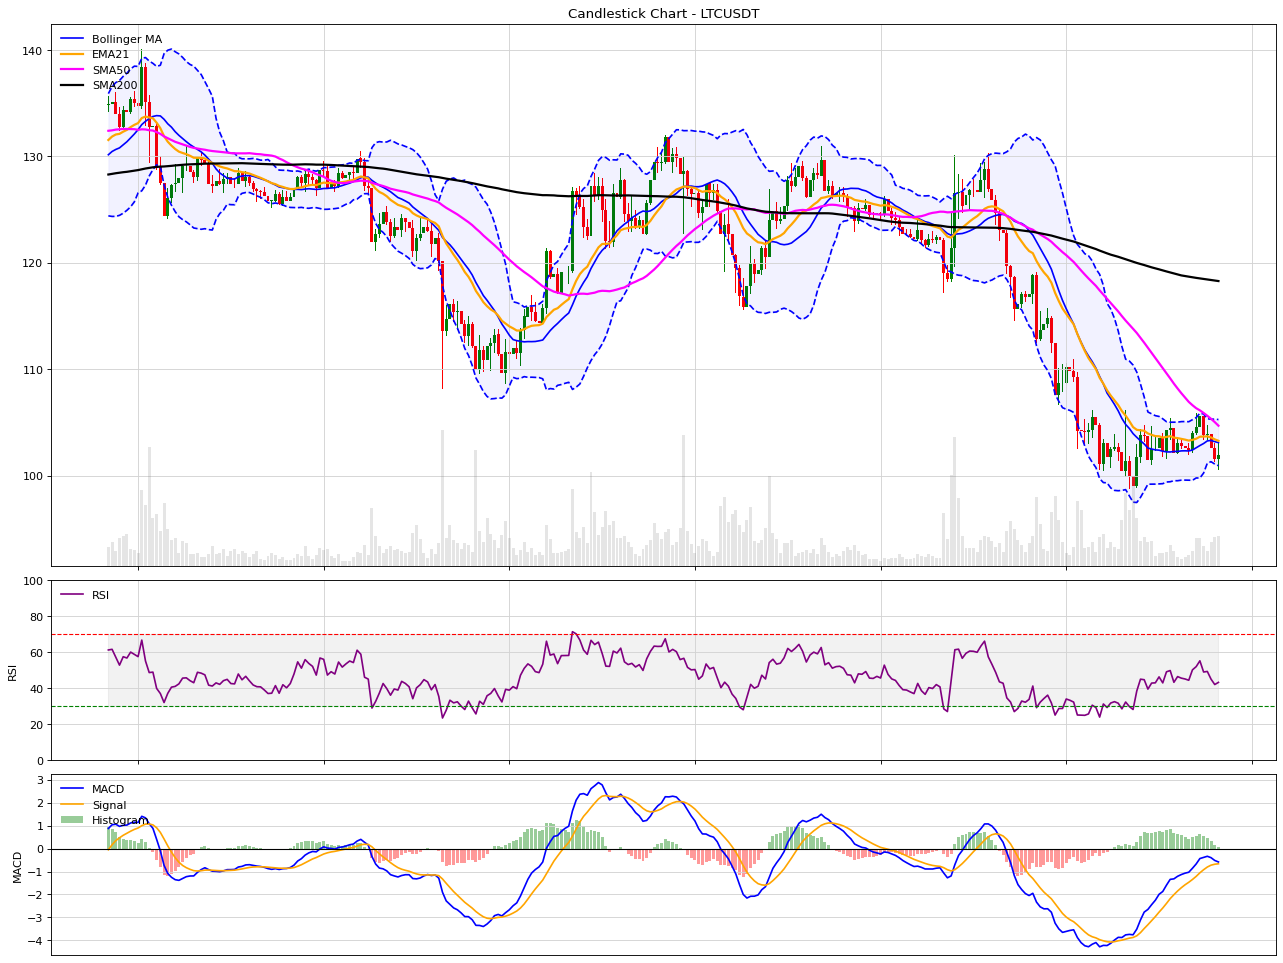 Candlestick Chart - LTCUSDT
Bollinger MA
EMA21
SMA50
SMA200
140
130
120
110
100
RSI
RSI
100
80
60
40
20
0
MACD
Signal
Histogram
MACD
3
2
1
0
−1
−2
−3
−4